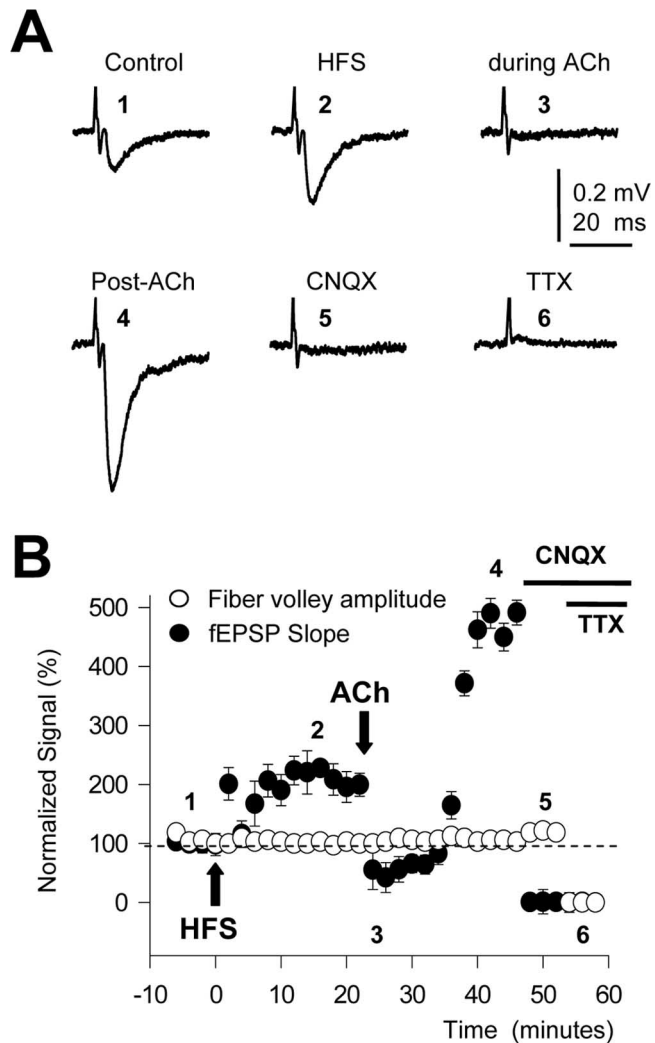 A
Control HFS during ACh
1 2 3
0.2 mV
20 ms
Post-ACh CNQX TTX
4 5 6
B
CNQX
TTX
Fiber volley amplitude
fEPSP Slope
ACh
HFS
1
2
3
4
5
6
Normalized Signal (%)
500
400
300
200
100
0
-10 0 10 20 30 40 50 60
Time (minutes)